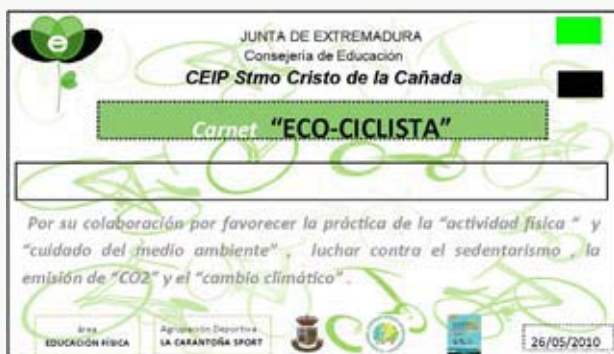 JUNTA DE EXTREMADURA
Consejería de Educación
CEIP Stmo Cristo de la Cañada
Carnet "ECO-CICLISTA"
Por su colaboración por favorecer la práctica de la "actividad física " y
"cuidado del medio ambiente" , luchar contra el sedentarismo , la
emisión de "CO2" y el "cambio climático" .
área
EDUCACIÓN FÍSICA
Agrupación Deportiva
LA CARANTOÑA SPORT
26/05/2010